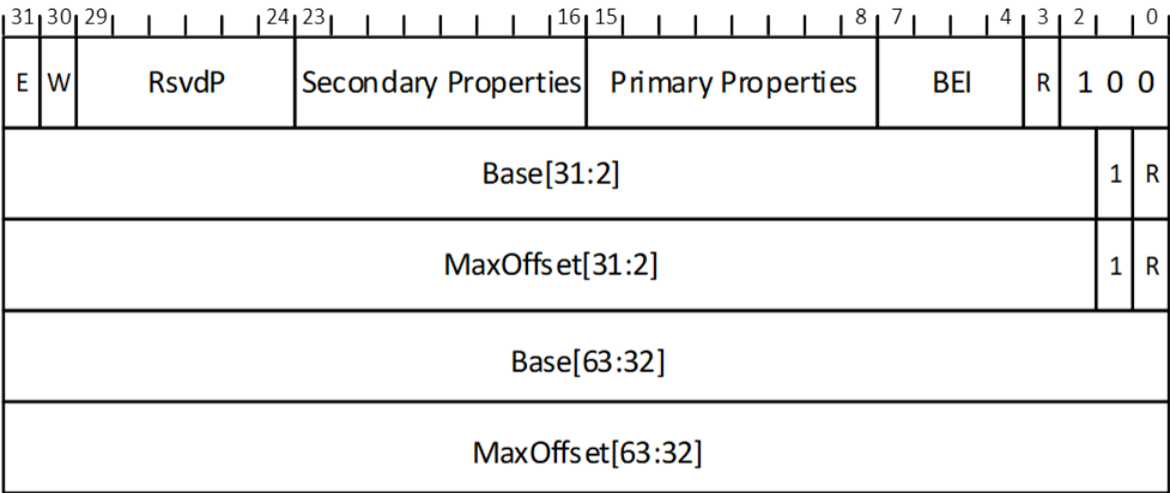 31 30 29 24 23 16 15 8 7 4 3 2 0
E W RsvdP Secondary Properties Primary Properties BEI R 1 0 0
Base[31:2] 1 R
MaxOffset[31:2] 1 R
Base[63:32]
MaxOffset[63:32]